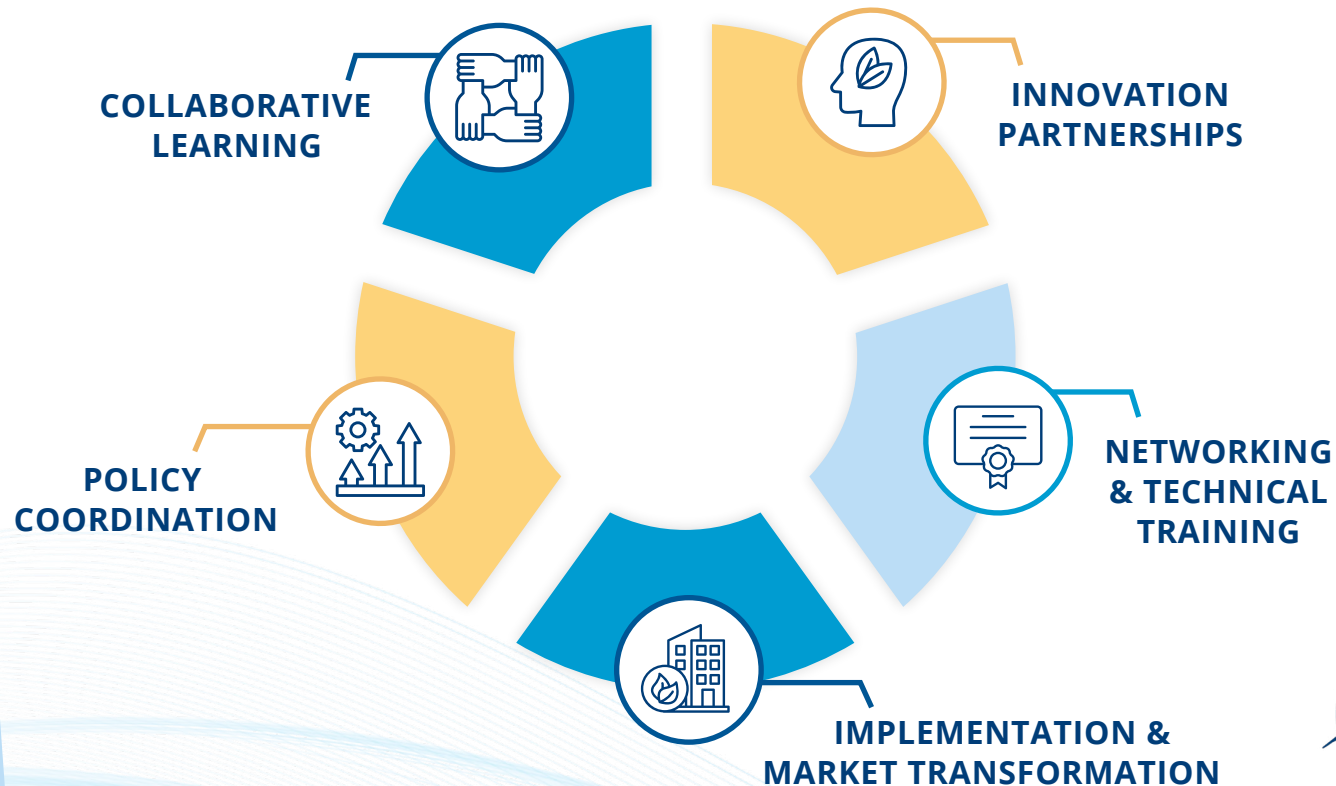 COLLABORATIVE
LEARNING
INNOVATION
PARTNERSHIPS
POLICY
COORDINATION
NETWORKING
& TECHNICAL
TRAINING
IMPLEMENTATION &
MARKET TRANSFORMATION